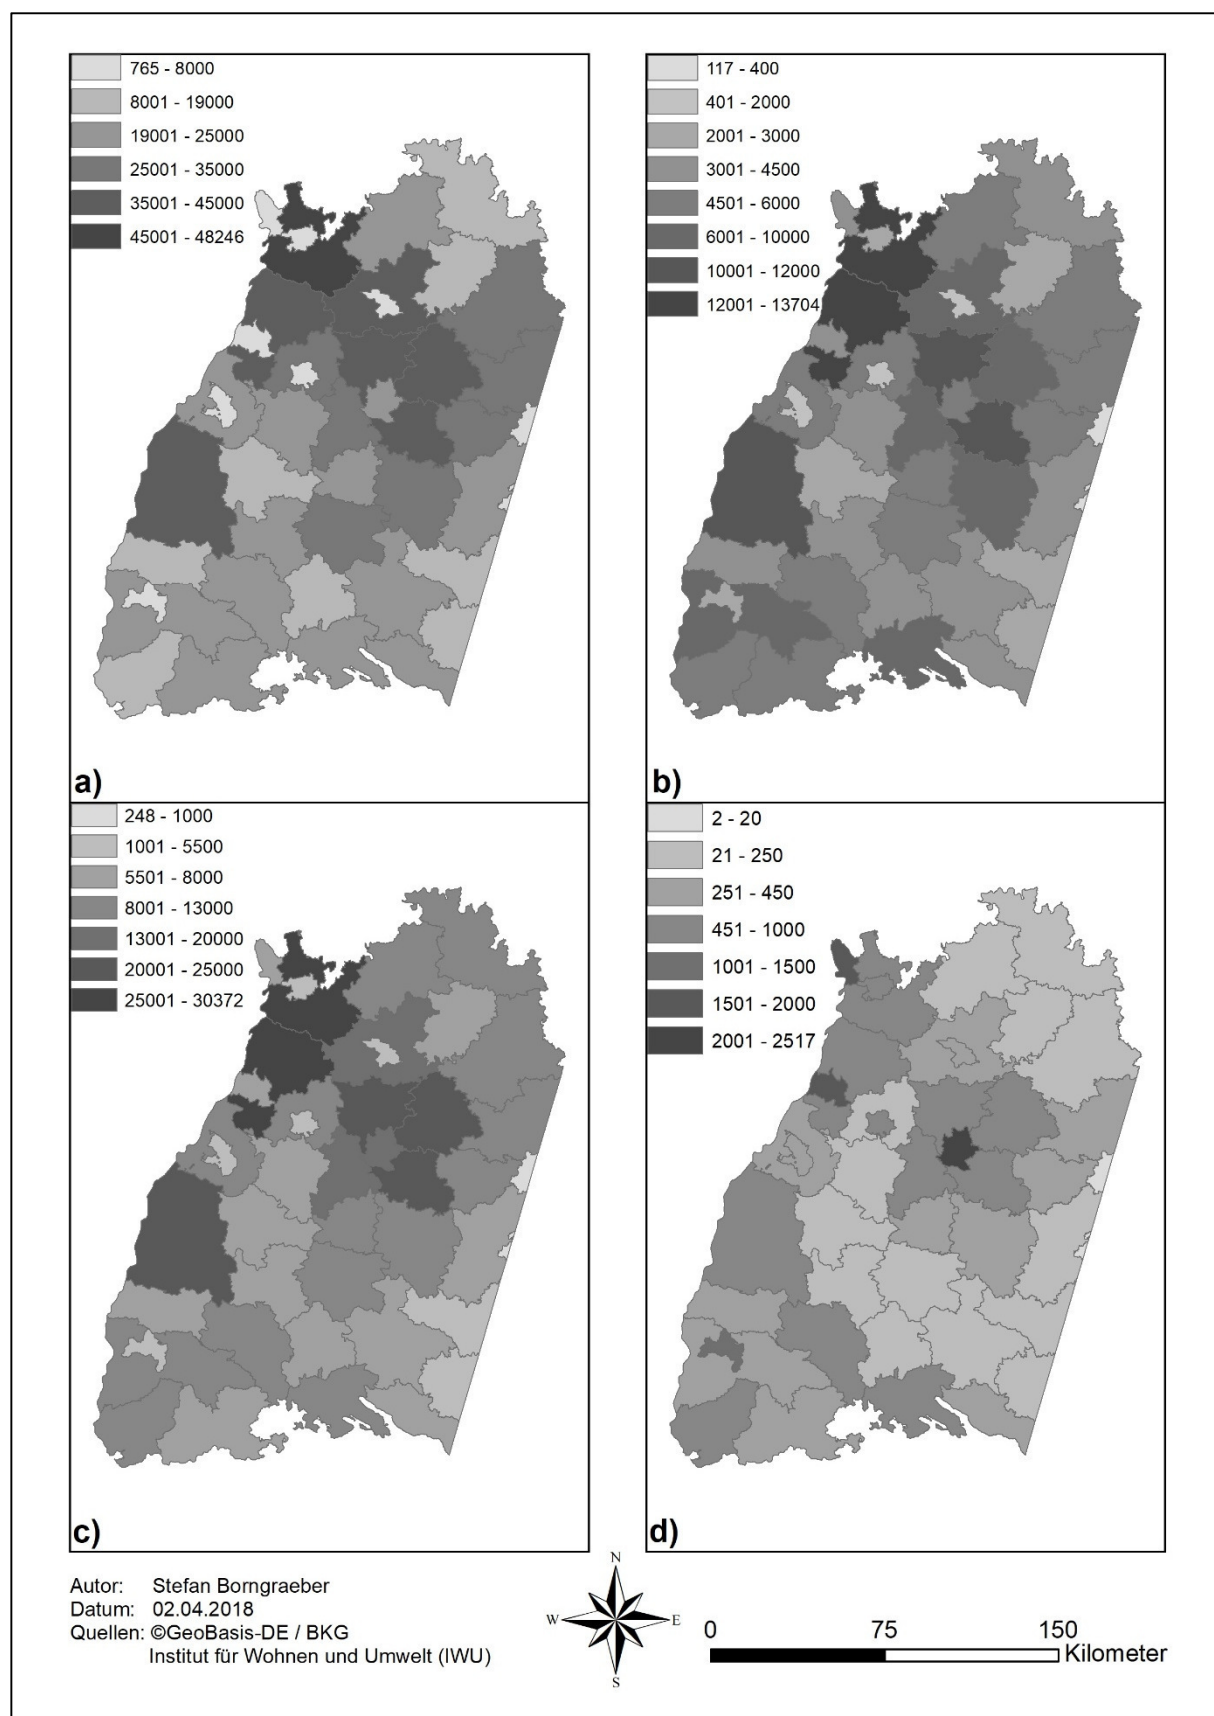 765 - 8000
8001 - 19000
19001 - 25000
25001 - 35000
35001 - 45000
45001 - 48246
a)
117 - 400
401 - 2000
2001 - 3000
3001 - 4500
4501 - 6000
6001 - 10000
10001 - 12000
12001 - 13704
b)
248 - 1000
1001 - 5500
5501 - 8000
8001 - 13000
13001 - 20000
20001 - 25000
25001 - 30372
c)
2 - 20
21 - 250
251 - 450
451 - 1000
1001 - 1500
1501 - 2000
2001 - 2517
d)
Autor: Stefan Borngraeber
Datum: 02.04.2018
Quellen: ©GeoBasis-DE / BKG
Institut für Wohnen und Umwelt (IWU)
N
W E
S
0 75 150
Kilometer